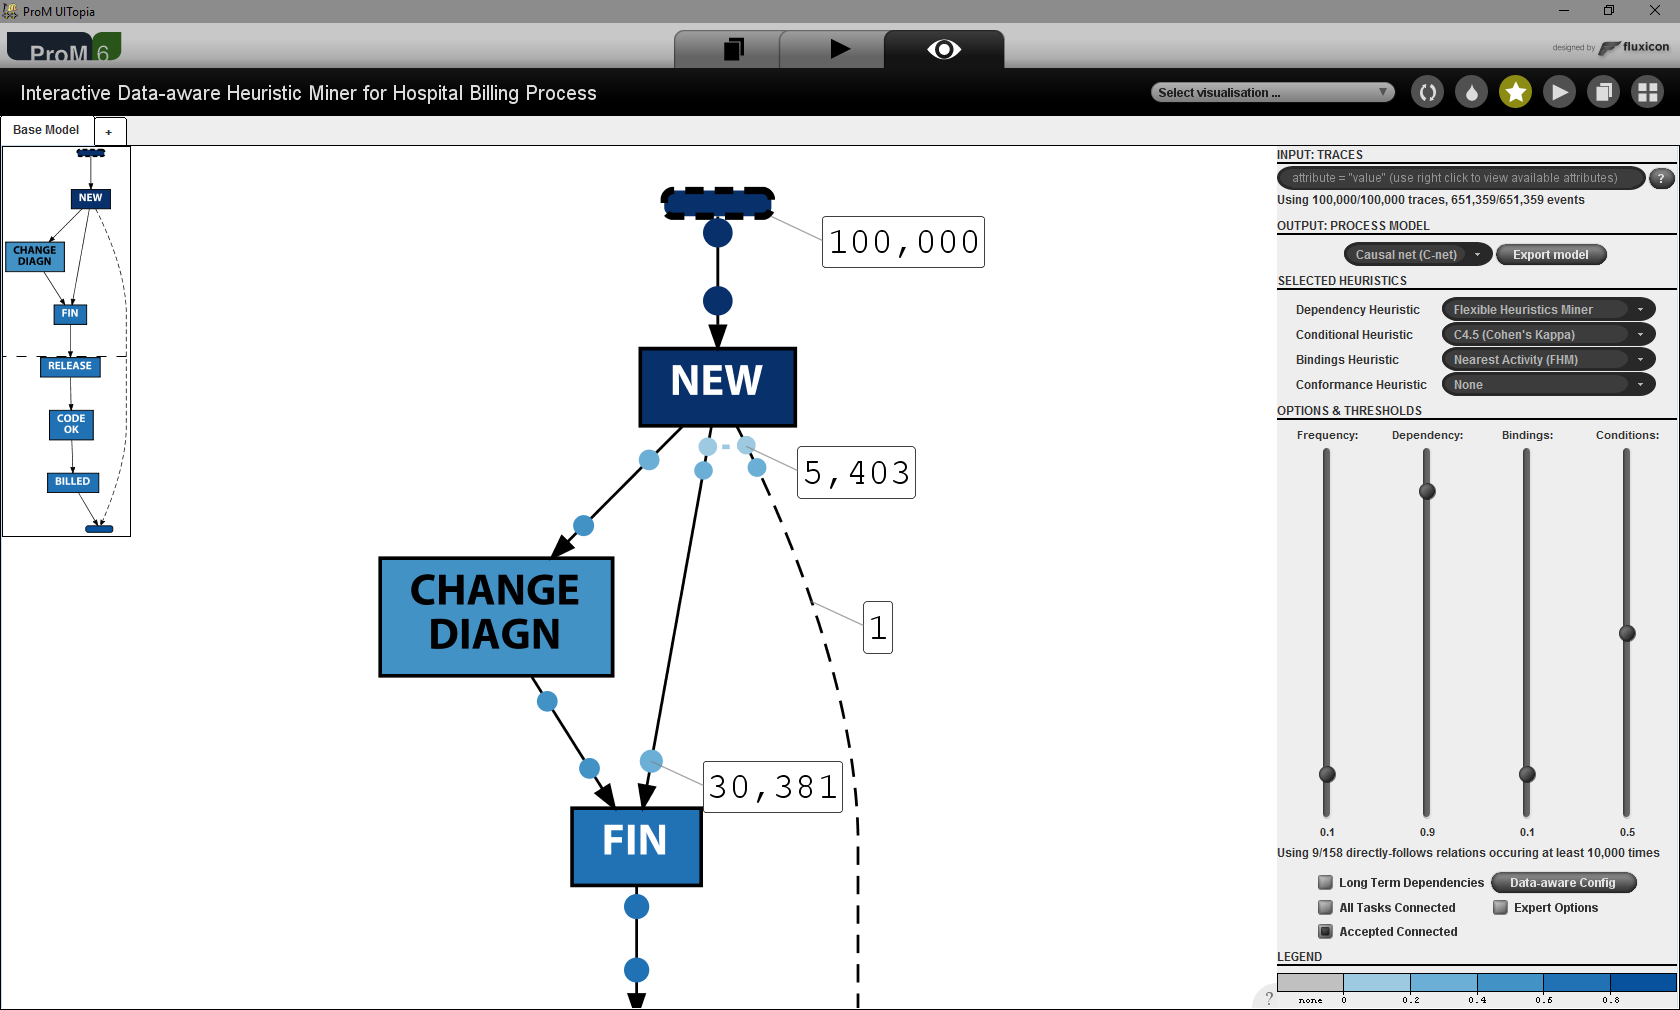 ProM UITopia
ProM 6
designed by fluxicon
Interactive Data-aware Heuristic Miner for Hospital Billing Process
Select visualisation ...
Base Model
+
NEW
CHANGE
DIAGN
FIN
RELEASE
CODE
OK
BILLED
100,000
NEW
5,403
CHANGE
DIAGN
1
30,381
FIN
?
INPUT: TRACES
attribute = "value" (use right click to view available attributes)
?
Using 100,000/100,000 traces, 651,359/651,359 events
OUTPUT: PROCESS MODEL
Causal net (C-net)
Export model
SELECTED HEURISTICS
Dependency Heuristic Flexible Heuristics Miner
Conditional Heuristic C4.5 (Cohen's Kappa)
Bindings Heuristic Nearest Activity (FHM)
Conformance Heuristic None
OPTIONS & THRESHOLDS
Frequency: Dependency: Bindings: Conditions:
0.1 0.9 0.1 0.5
Using 9/158 directly-follows relations occuring at least 10,000 times
Long Term Dependencies Data-aware Config
All Tasks Connected Expert Options
Accepted Connected
LEGEND
none 0 0.2 0.4 0.6 0.8